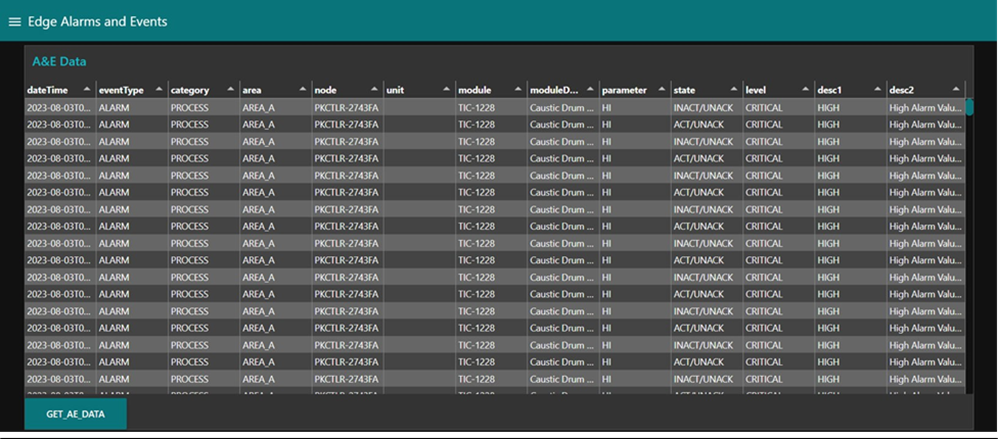 Edge Alarms and Events
A&E Data
dateTime eventType category area node unit module moduleD... parameter state level desc1 desc2
2023-08-03T0... ALARM PROCESS AREA_A PKCTLR-2743FA TIC-1228 Caustic Drum ... HI INACT/UNACK CRITICAL HIGH High Alarm Valu...
2023-08-03T0... ALARM PROCESS AREA_A PKCTLR-2743FA TIC-1228 Caustic Drum ... HI ACT/UNACK CRITICAL HIGH High Alarm Valu...
2023-08-03T0... ALARM PROCESS AREA_A PKCTLR-2743FA TIC-1228 Caustic Drum ... HI INACT/UNACK CRITICAL HIGH High Alarm Valu...
2023-08-03T0... ALARM PROCESS AREA_A PKCTLR-2743FA TIC-1228 Caustic Drum ... HI ACT/UNACK CRITICAL HIGH High Alarm Valu...
2023-08-03T0... ALARM PROCESS AREA_A PKCTLR-2743FA TIC-1228 Caustic Drum ... HI INACT/UNACK CRITICAL HIGH High Alarm Valu...
2023-08-03T0... ALARM PROCESS AREA_A PKCTLR-2743FA TIC-1228 Caustic Drum ... HI ACT/UNACK CRITICAL HIGH High Alarm Valu...
2023-08-03T0... ALARM PROCESS AREA_A PKCTLR-2743FA TIC-1228 Caustic Drum ... HI INACT/UNACK CRITICAL HIGH High Alarm Valu...
2023-08-03T0... ALARM PROCESS AREA_A PKCTLR-2743FA TIC-1228 Caustic Drum ... HI ACT/UNACK CRITICAL HIGH High Alarm Valu...
2023-08-03T0... ALARM PROCESS AREA_A PKCTLR-2743FA TIC-1228 Caustic Drum ... HI INACT/UNACK CRITICAL HIGH High Alarm Valu...
2023-08-03T0... ALARM PROCESS AREA_A PKCTLR-2743FA TIC-1228 Caustic Drum ... HI ACT/UNACK CRITICAL HIGH High Alarm Valu...
2023-08-03T0... ALARM PROCESS AREA_A PKCTLR-2743FA TIC-1228 Caustic Drum ... HI INACT/UNACK CRITICAL HIGH High Alarm Valu...
2023-08-03T0... ALARM PROCESS AREA_A PKCTLR-2743FA TIC-1228 Caustic Drum ... HI ACT/UNACK CRITICAL HIGH High Alarm Valu...
2023-08-03T0... ALARM PROCESS AREA_A PKCTLR-2743FA TIC-1228 Caustic Drum ... HI INACT/UNACK CRITICAL HIGH High Alarm Valu...
2023-08-03T0... ALARM PROCESS AREA_A PKCTLR-2743FA TIC-1228 Caustic Drum ... HI ACT/UNACK CRITICAL HIGH High Alarm Valu...
2023-08-03T0... ALARM PROCESS AREA_A PKCTLR-2743FA TIC-1228 Caustic Drum ... HI INACT/UNACK CRITICAL HIGH High Alarm Valu...
2023-08-03T0... ALARM PROCESS AREA_A PKCTLR-2743FA TIC-1228 Caustic Drum ... HI ACT/UNACK CRITICAL HIGH High Alarm Valu...
2023-08-03T0... ALARM PROCESS AREA_A PKCTLR-2743FA TIC-1228 Caustic Drum ... HI INACT/UNACK CRITICAL HIGH High Alarm Valu...
GET_AE_DATA